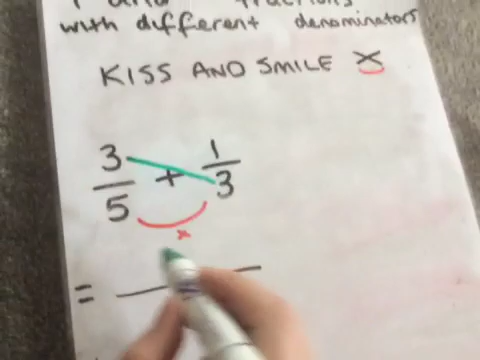 with different denominators
KISS AND SMILE X
3/5 + 1/3
x
=